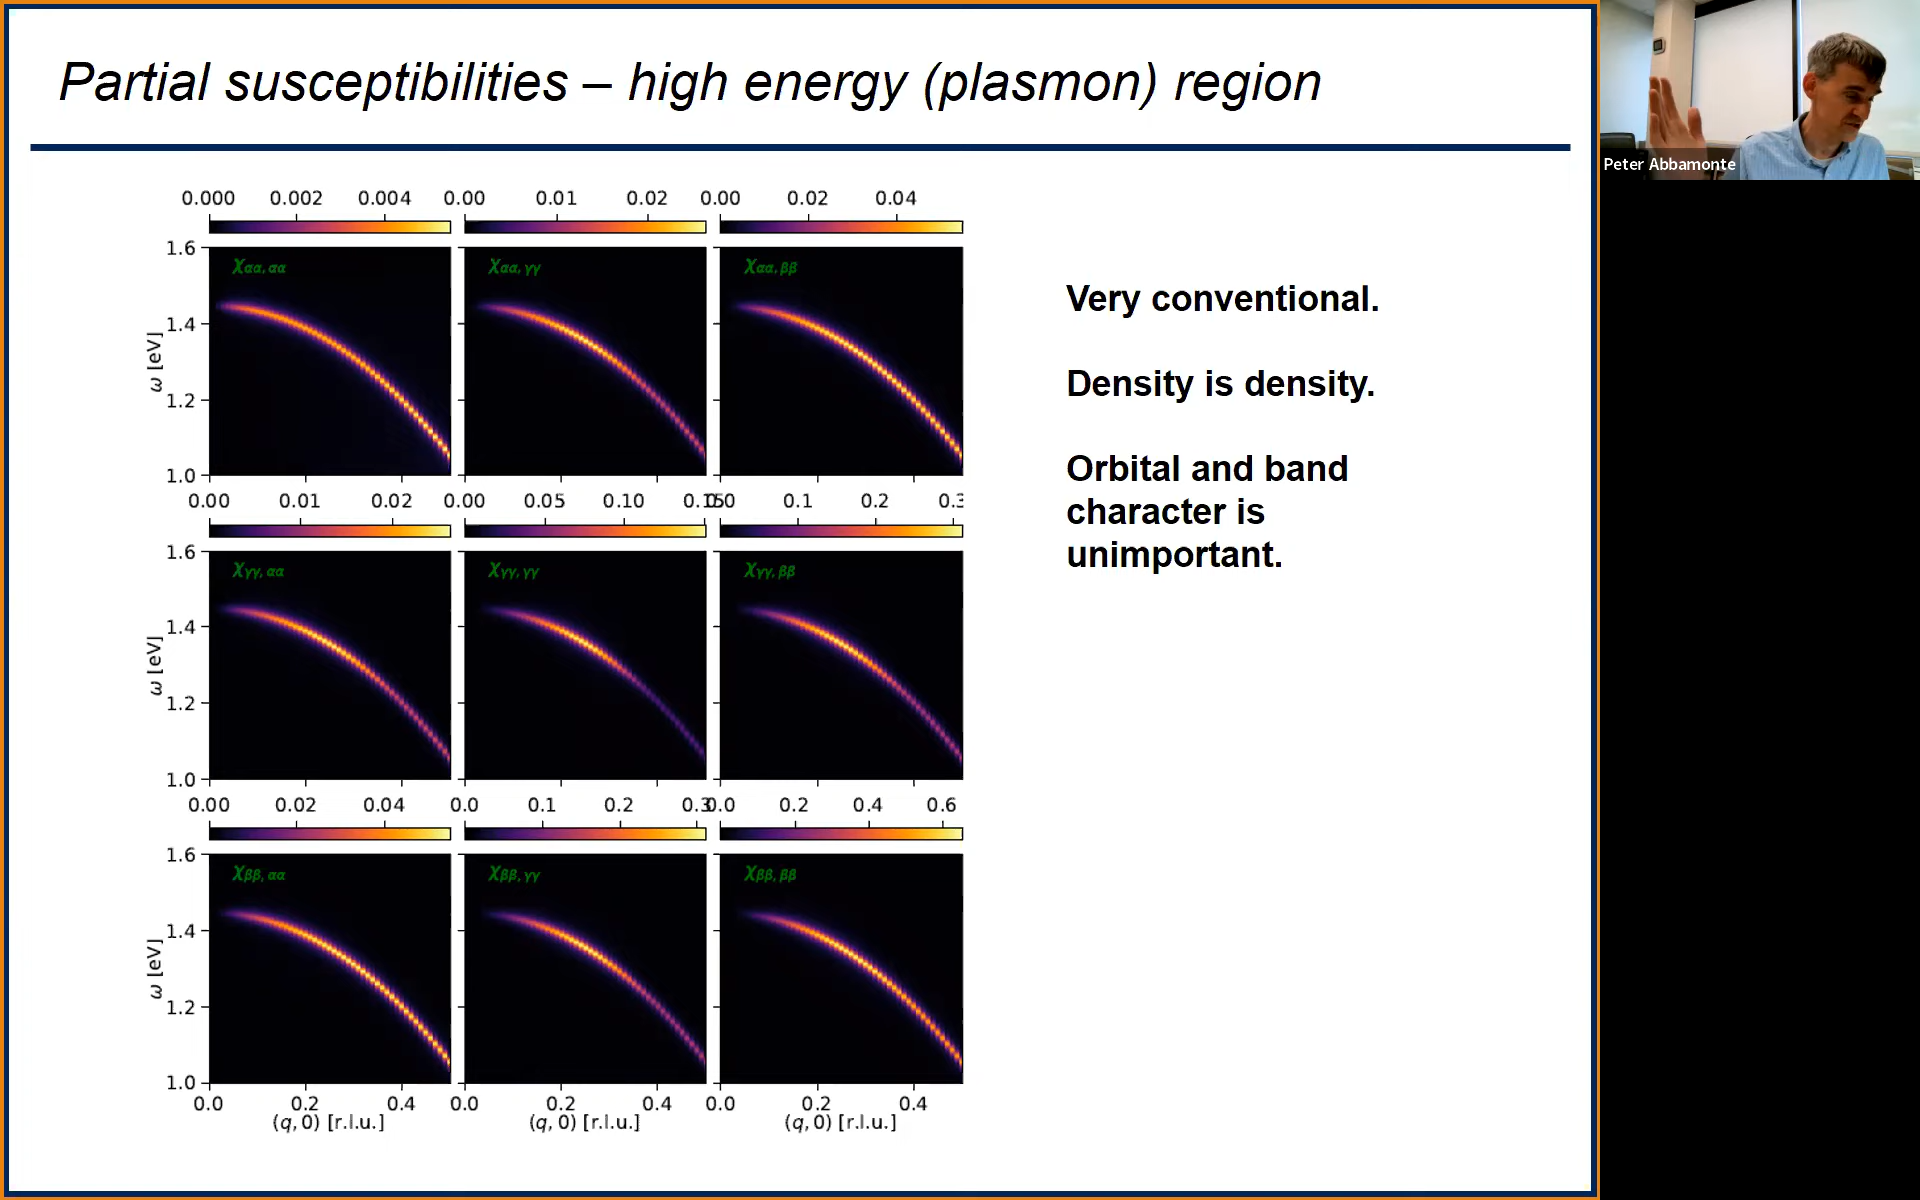 Partial susceptibilities – high energy (plasmon) region
Peter Abbamonte
0.000 0.002 0.004 0.00 0.01 0.02 0.00 0.02 0.04
1.6
χαα, αα χαα, γγ χαα, ββ
1.4
ω [eV]
1.2
1.0
Very conventional.
Density is density.
Orbital and band
character is
unimportant.
0.00 0.01 0.02 0.00 0.05 0.10 0.15 0.0 0.1 0.2 0.3
1.6
χγγ, αα χγγ, γγ χγγ, ββ
1.4
ω [eV]
1.2
1.0
0.00 0.02 0.04 0.0 0.1 0.2 0.3 0.0 0.2 0.4 0.6
1.6
χββ, αα χββ, γγ χββ, ββ
1.4
ω [eV]
1.2
1.0
0.0 0.2 0.4 0.0 0.2 0.4 0.0 0.2 0.4
(q, 0) [r.l.u.] (q, 0) [r.l.u.] (q, 0) [r.l.u.]